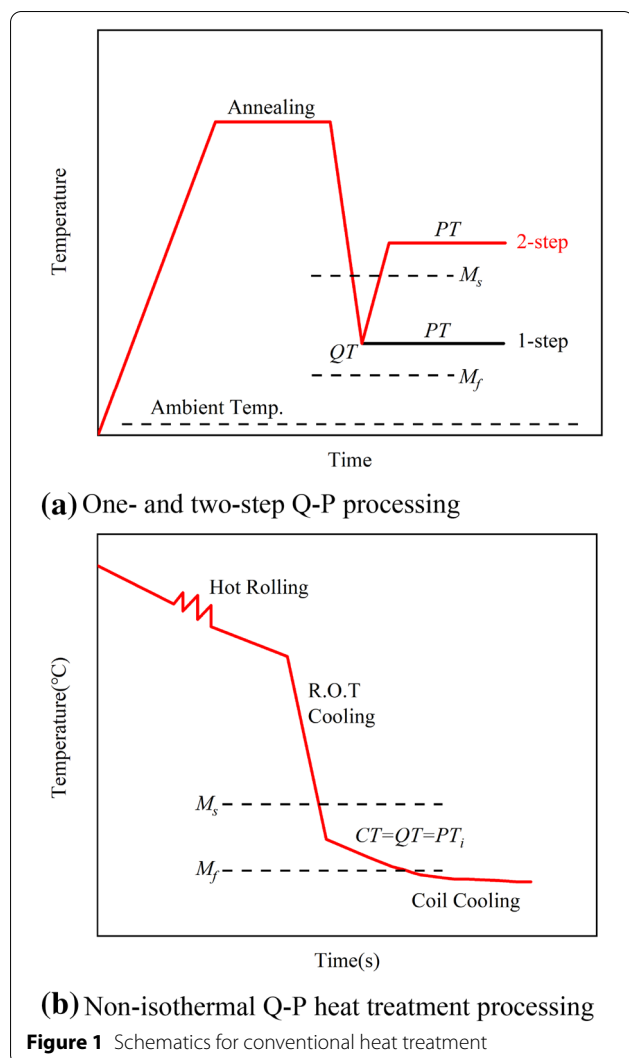 Temperature
Annealing
PT
2-step
Ms
QT
PT
1-step
Mf
Ambient Temp.
Time
(a) One- and two-step Q-P processing
Temperature(°C)
Hot Rolling
R.O.T
Cooling
Ms
CT=QT=PTi
Mf
Coil Cooling
Time(s)
(b) Non-isothermal Q-P heat treatment processing
Figure 1 Schematics for conventional heat treatment